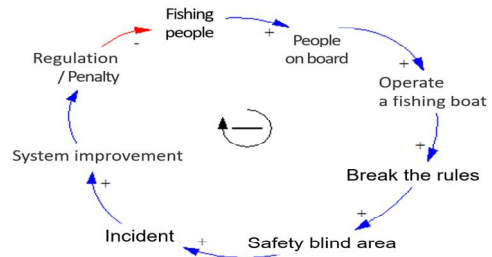 Fishing
people
People
on board
Operate
a fishing boat
Break the rules
Safety blind area
Incident
System improvement
Regulation
/ Penalty
-
+
+
+
+
+
+